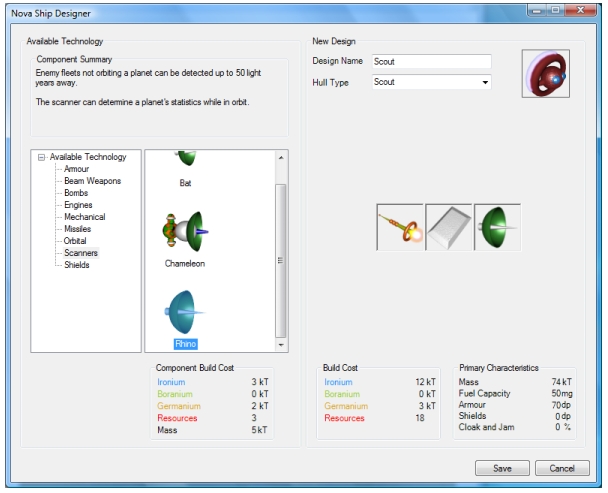 Nova Ship Designer
Available Technology
Component Summary
Enemy fleets not orbiting a planet can be detected up to 50 light
years away.
The scanner can determine a planet's statistics while in orbit.
Available Technology
Armour
Beam Weapons
Bombs
Engines
Mechanical
Missiles
Orbital
Scanners
Shields
Bat
Chameleon
Rhino
Component Build Cost
Ironium 3 kT
Boranium 0 kT
Germanium 2 kT
Resources 3
Mass 5 kT
New Design
Design Name Scout
Hull Type Scout
Build Cost
Ironium 12 kT
Boranium 0 kT
Germanium 3 kT
Resources 18
Primary Characteristics
Mass 74 kT
Fuel Capacity 50mg
Armour 70dp
Shields 0 dp
Cloak and Jam 0 %
Save Cancel